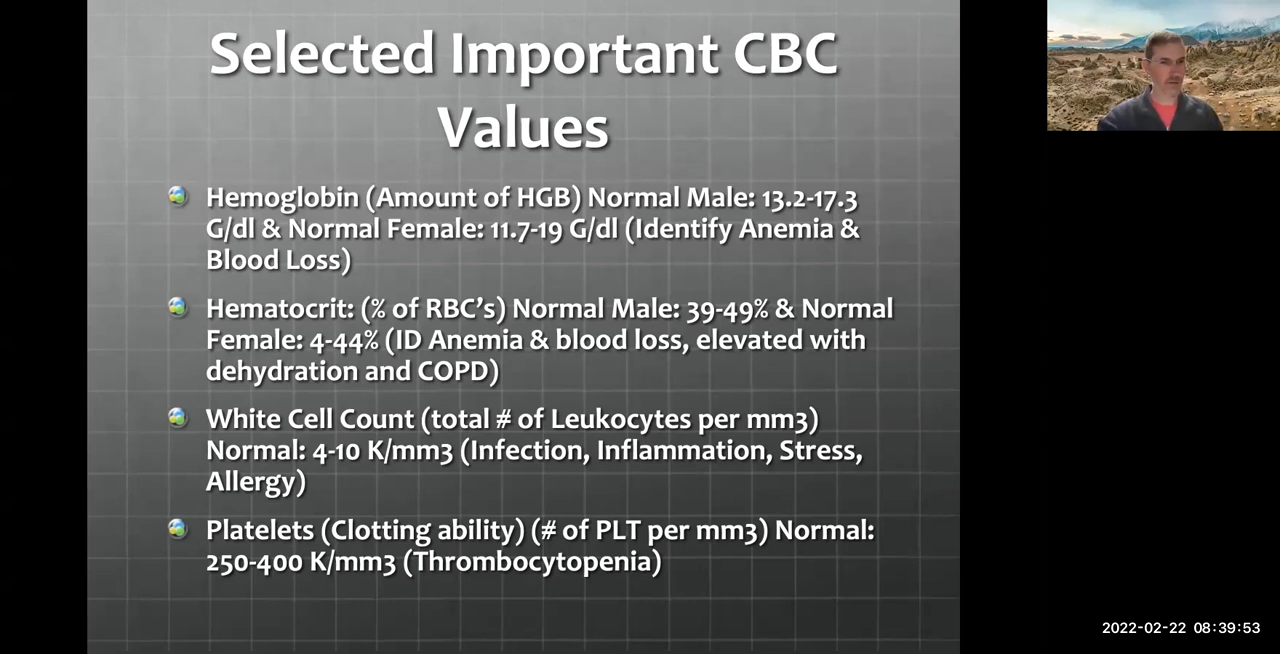 Selected Important CBC
Values
Hemoglobin (Amount of HGB) Normal Male: 13.2-17.3
G/dl & Normal Female: 11.7-19 G/dl (Identify Anemia &
Blood Loss)
Hematocrit: (% of RBC’s) Normal Male: 39-49% & Normal
Female: 4-44% (ID Anemia & blood loss, elevated with
dehydration and COPD)
White Cell Count (total # of Leukocytes per mm3)
Normal: 4-10 K/mm3 (Infection, Inflammation, Stress,
Allergy)
Platelets (Clotting ability) (# of PLT per mm3) Normal:
250-400 K/mm3 (Thrombocytopenia)
2022-02-22 08:39:53